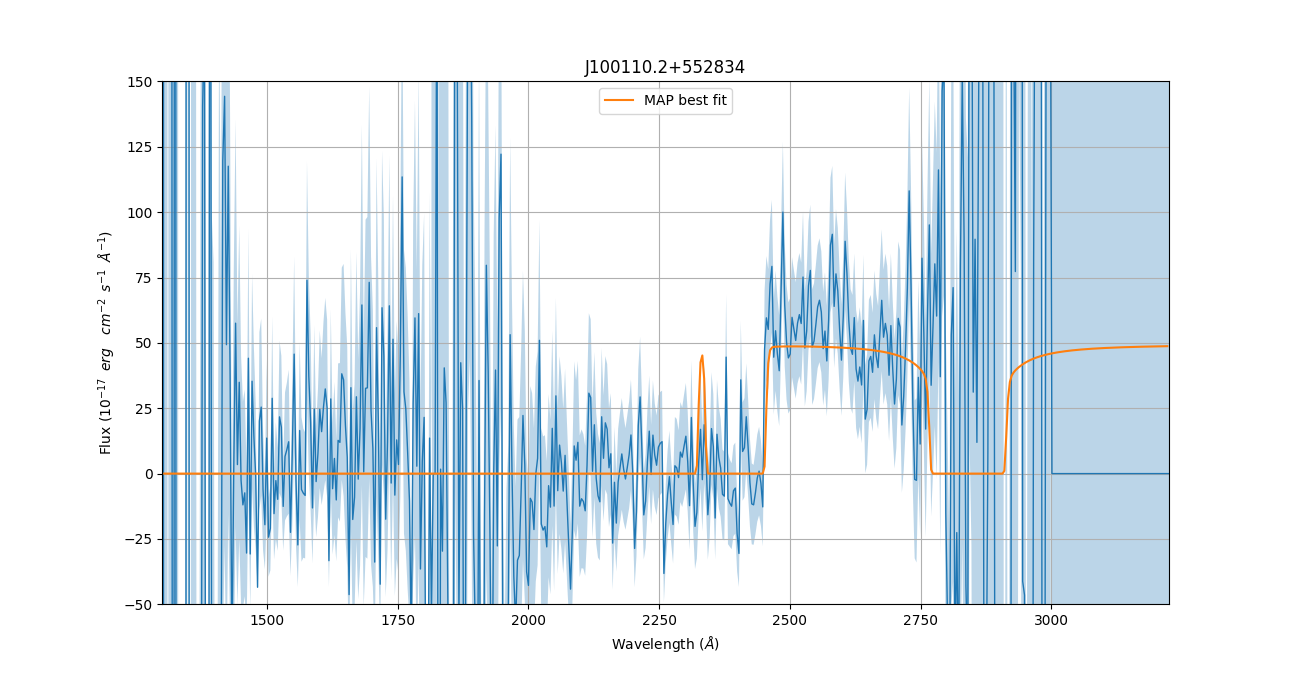 J100110.2+552834
MAP best fit
150
125
100
75
50
25
0
−25
−50
Flux (10⁻¹⁷ erg cm⁻² s⁻¹ Å⁻¹)
1500 1750 2000 2250 2500 2750 3000
Wavelength (Å)